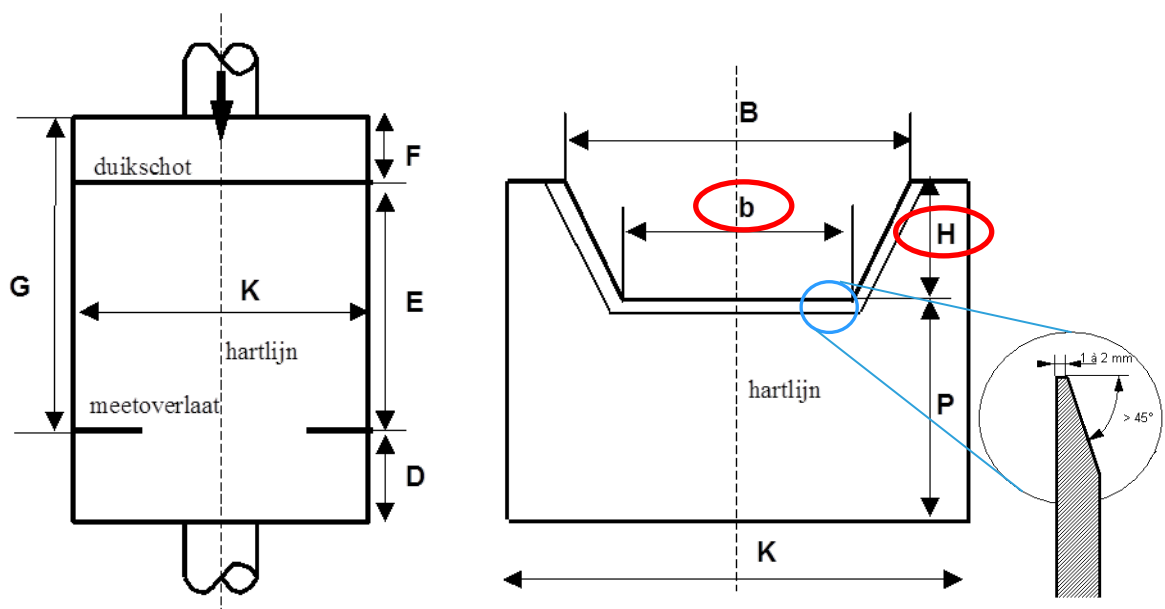 F
duikschot
G
K
E
hartlijn
meetoverlaat
D
B
b
H
hartlijn
P
K
1 à 2 mm
> 45°